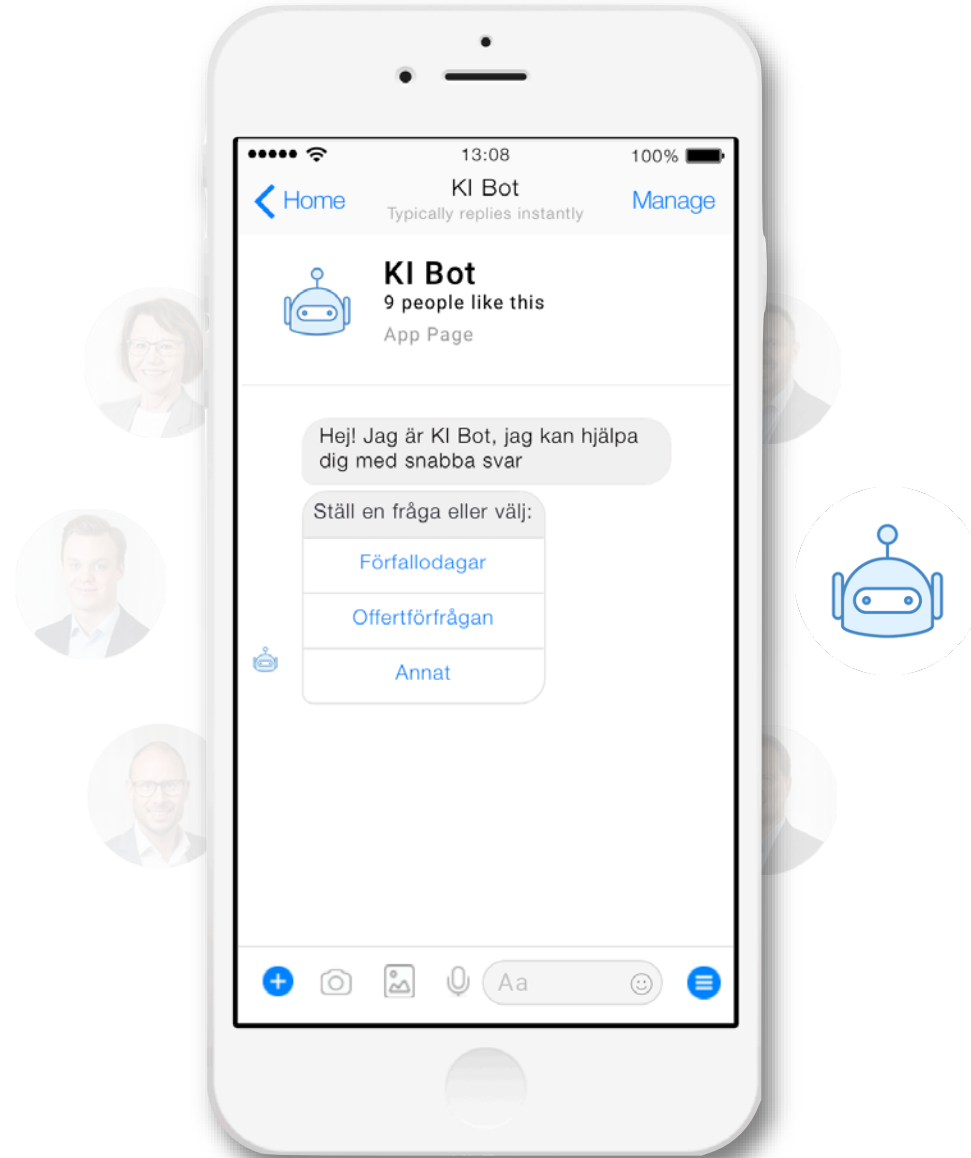 13:08
100%
Home
KI Bot
Manage
Typically replies instantly
KI Bot
9 people like this
App Page
Hej! Jag är KI Bot, jag kan hjälpa
dig med snabba svar
Ställ en fråga eller välj:
Förfallodagar
Offertförfrågan
Annat
Aa